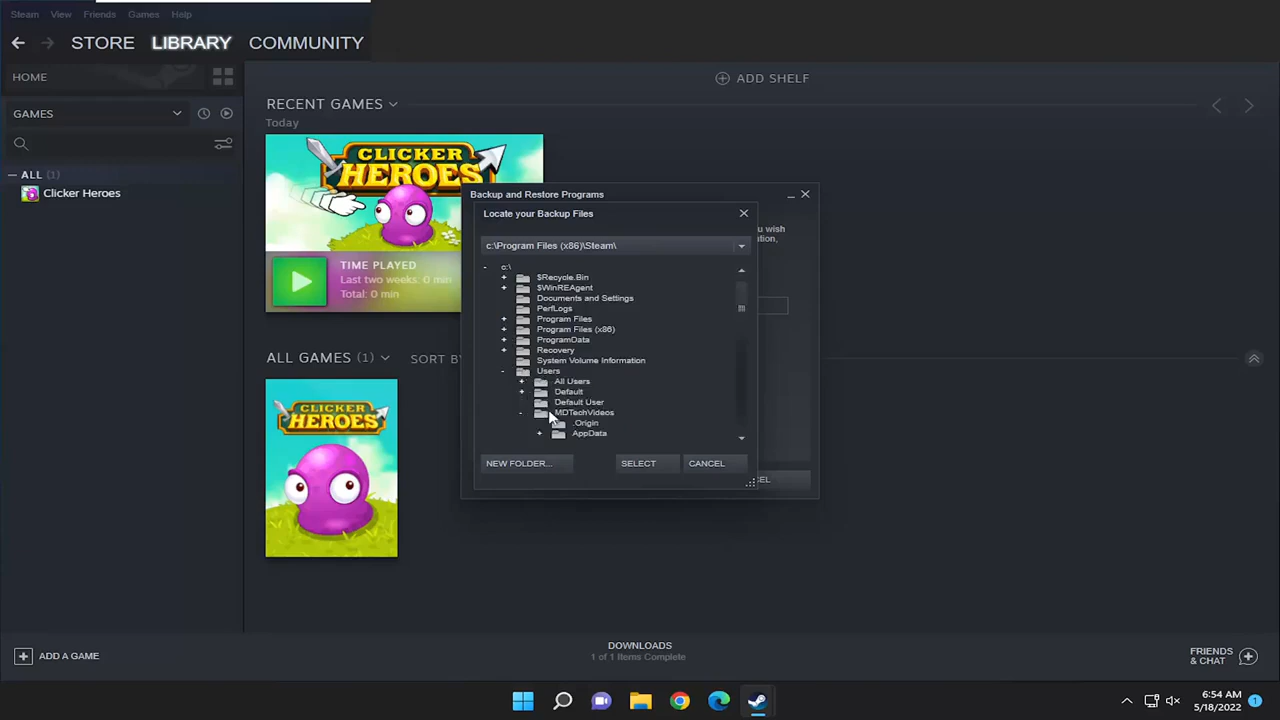 Steam View Friends Games Help
STORE LIBRARY COMMUNITY
HOME
ADD SHELF
GAMES
RECENT GAMES
Today
ALL (1)
Clicker Heroes
CLICKER
HEROES
TIME PLAYED
Last two weeks: 0 min
Total: 0 min
Backup and Restore Programs
you wish
Locate your Backup Files
c:\Program Files (x86)\Steam\
c:\
$Recycle.Bin
$WinREAgent
Documents and Settings
PerfLogs
Program Files
Program Files (x86)
ProgramData
Recovery
System Volume Information
Users
All Users
Default
Default User
MDTechVideos
.Origin
AppData
NEW FOLDER...
SELECT
CANCEL
ALL GAMES (1)
SORT BY
CLICKER
HEROES
ADD A GAME
DOWNLOADS
1 of 1 Items Complete
FRIENDS
& CHAT
6:54 AM
5/18/2022
1